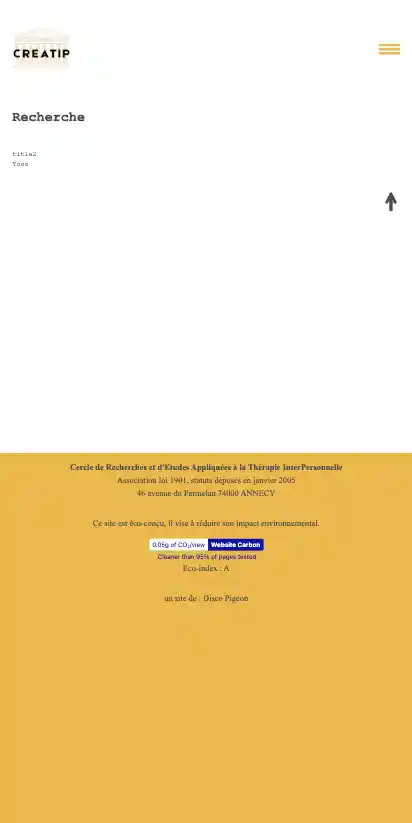 CREATIP
Recherche
title2
Yooo
Cercle de Recherches et d'Etudes Appliquées à la Thérapie InterPersonnelle
Association loi 1901, statuts déposés en janvier 2005
46 avenue du Parmelan 74000 ANNECY
Ce site est éco-conçu, il vise à réduire son impact environnemental.
0.05g of CO₂/view Website Carbon
Cleaner than 95% of pages tested
Eco-index : A
un site de : Disco Pigeon